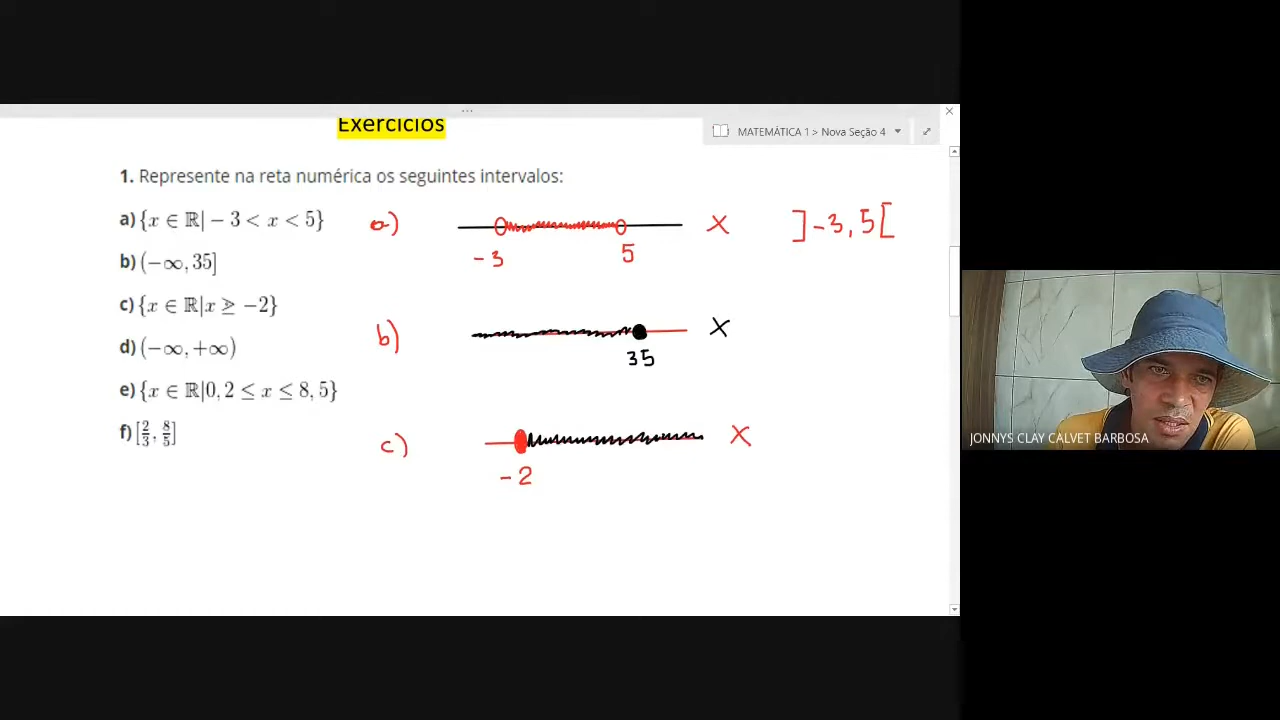 Exercícios
MATEMÁTICA 1 > Nova Seção 4
1. Represente na reta numérica os seguintes intervalos:
a) {x ∈ ℝ| − 3 < x < 5}
a)
-3
5
x
]-3, 5[
b) (−∞, 35]
c) {x ∈ ℝ|x ≥ −2}
b)
35
x
d) (−∞, +∞)
e) {x ∈ ℝ|0, 2 ≤ x ≤ 8, 5}
f) [2/3, 8/5]
c)
-2
x
JONNYS CLAY CALVET BARBOSA